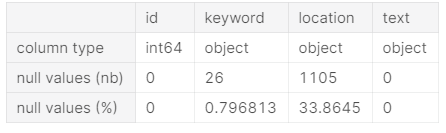 id keyword location text
column type int64 object object object
null values (nb) 0 26 1105 0
null values (%) 0 0.796813 33.8645 0